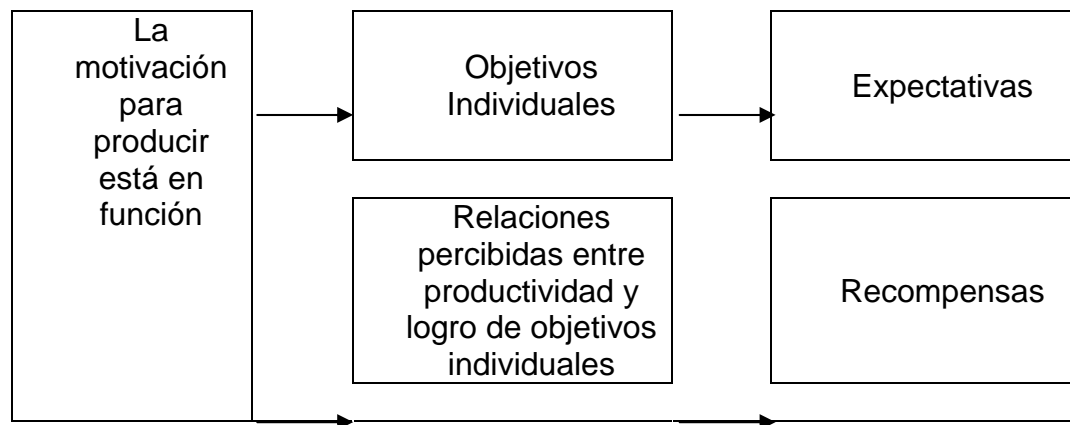 La
motivación
para
producir
está en
función
Objetivos
Individuales
Expectativas
Relaciones
percibidas entre
productividad y
logro de objetivos
individuales
Recompensas